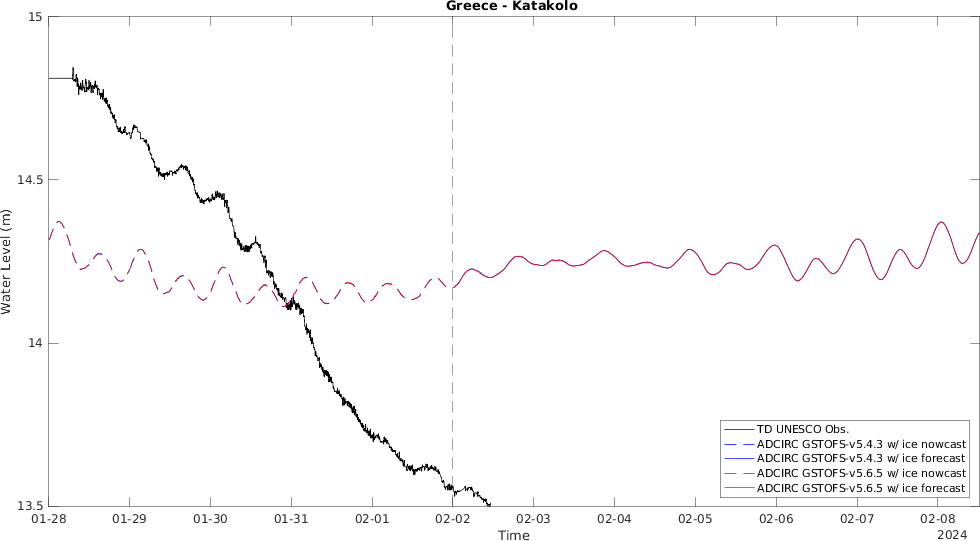 Greece - Katakolo
15
14.5
14
13.5
Water Level (m)
01-28 01-29 01-30 01-31 02-01 02-02 02-03 02-04 02-05 02-06 02-07 02-08
Time
2024
TD UNESCO Obs.
ADCIRC GSTOFS-v5.4.3 w/ ice nowcast
ADCIRC GSTOFS-v5.4.3 w/ ice forecast
ADCIRC GSTOFS-v5.6.5 w/ ice nowcast
ADCIRC GSTOFS-v5.6.5 w/ ice forecast